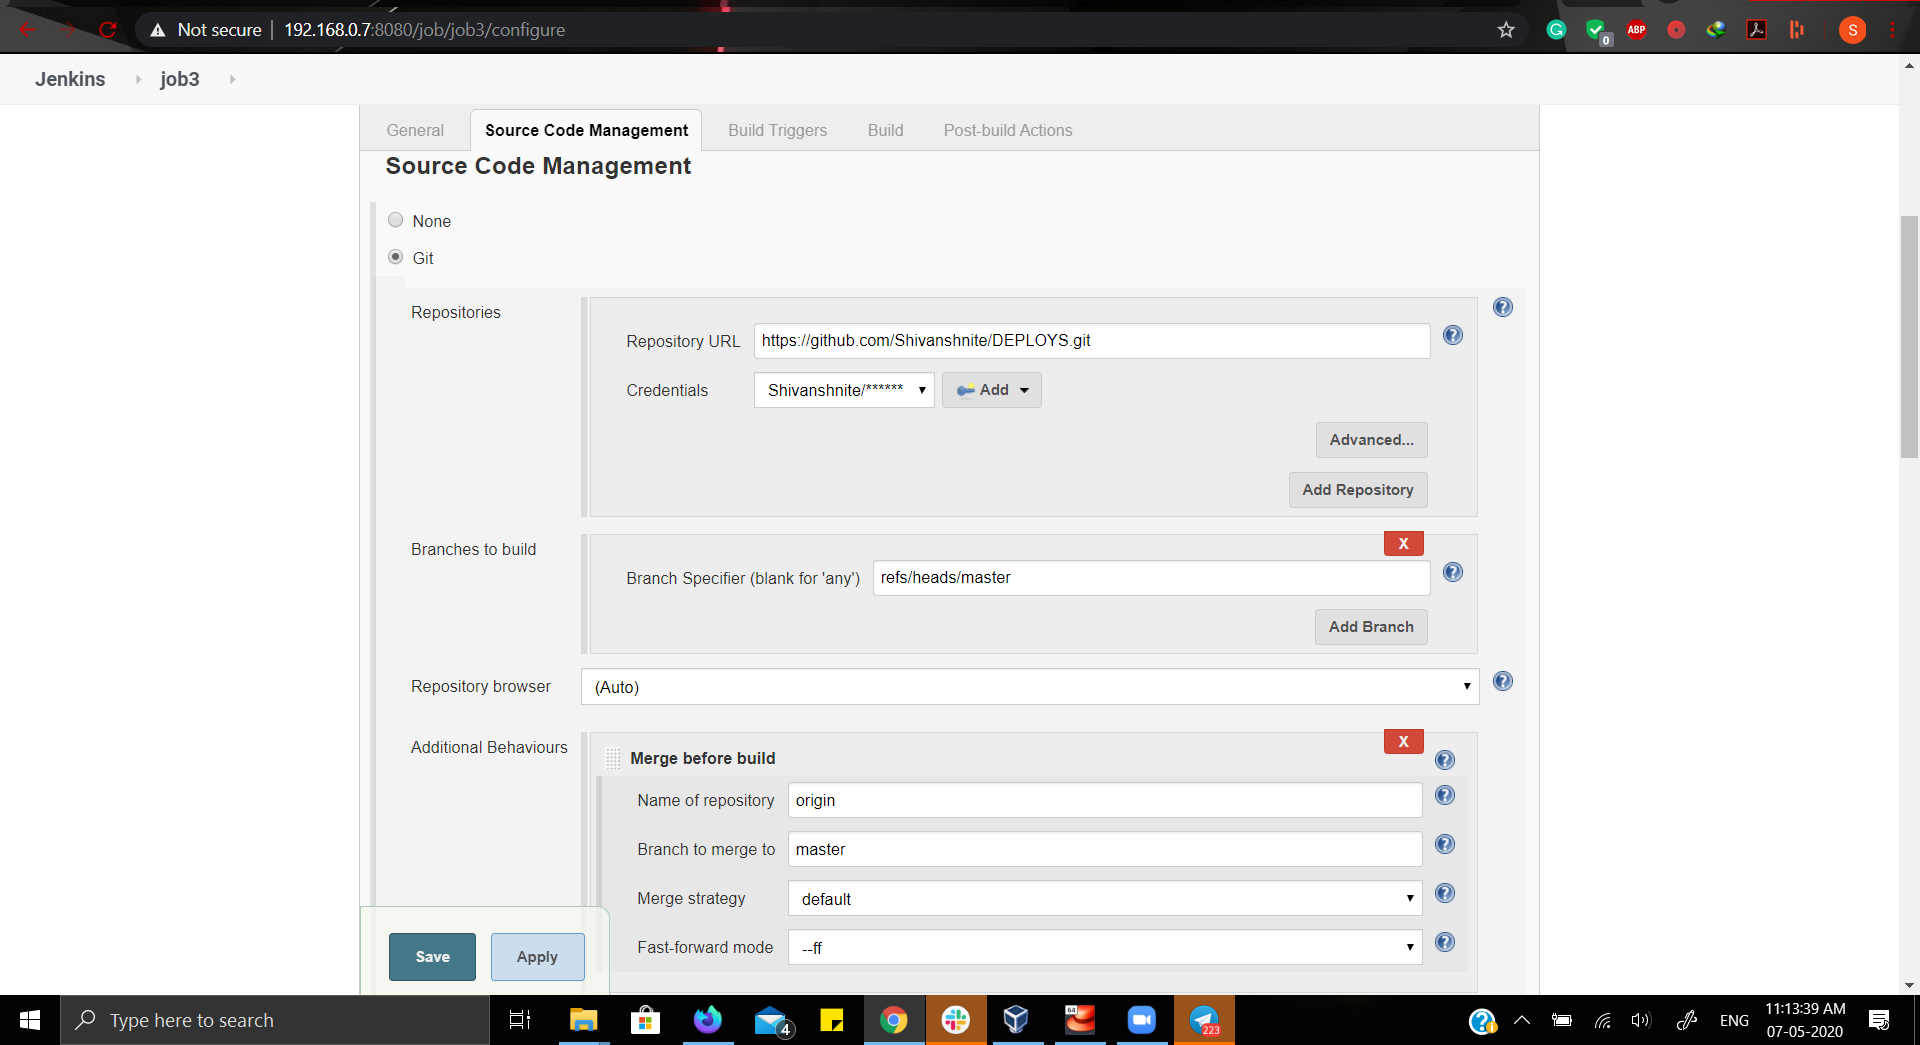 Not secure 192.168.0.7:8080/job/job3/configure
0
ABP
S
Jenkins job3
General Source Code Management Build Triggers Build Post-build Actions
Source Code Management
None
Git
Repositories
Repository URL https://github.com/Shivanshnite/DEPLOYS.git
Credentials Shivanshnite/****** Add
Advanced...
Add Repository
Branches to build
X
Branch Specifier (blank for 'any') refs/heads/master
Add Branch
Repository browser (Auto)
Additional Behaviours
X
Merge before build
Name of repository origin
Branch to merge to master
Merge strategy default
Fast-forward mode --ff
Save Apply
Type here to search
4
64
223
ENG
11:13:39 AM
07-05-2020